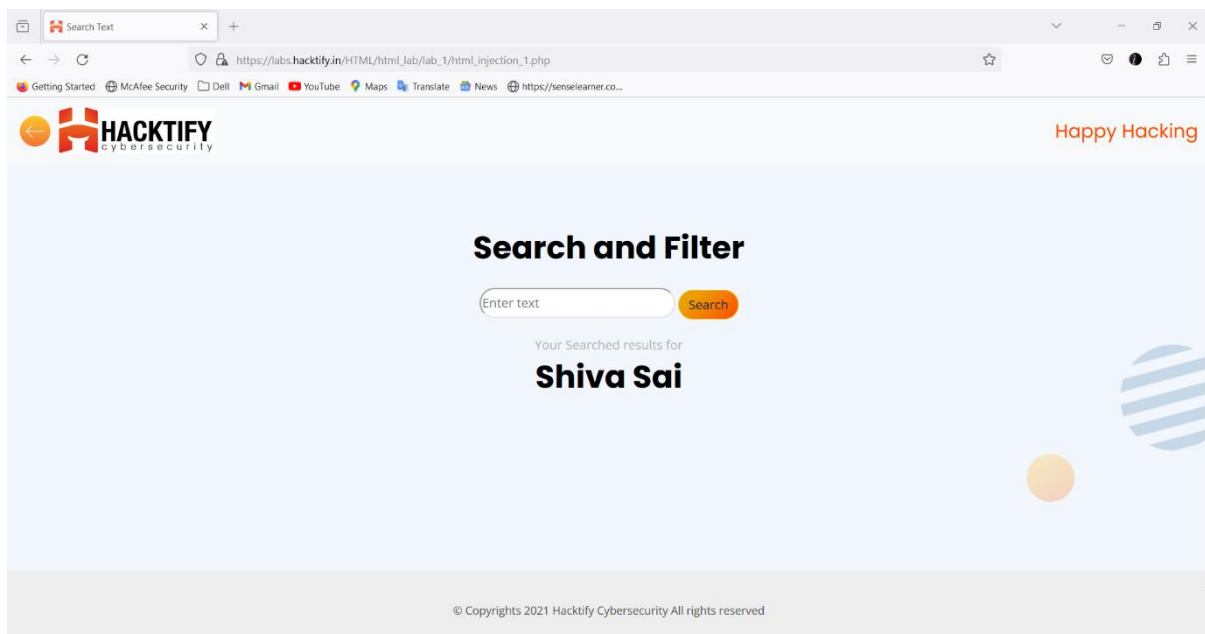 Search Text
https://labs.hacktify.in/HTML/html_lab/lab_1/html_injection_1.php
Getting Started McAfee Security Dell Gmail YouTube Maps Translate News https://senselearner.co...
HACKTIFY
cybersecurity
Happy Hacking
Search and Filter
Enter text
Search
Your Searched results for
Shiva Sai
© Copyrights 2021 Hacktify Cybersecurity All rights reserved